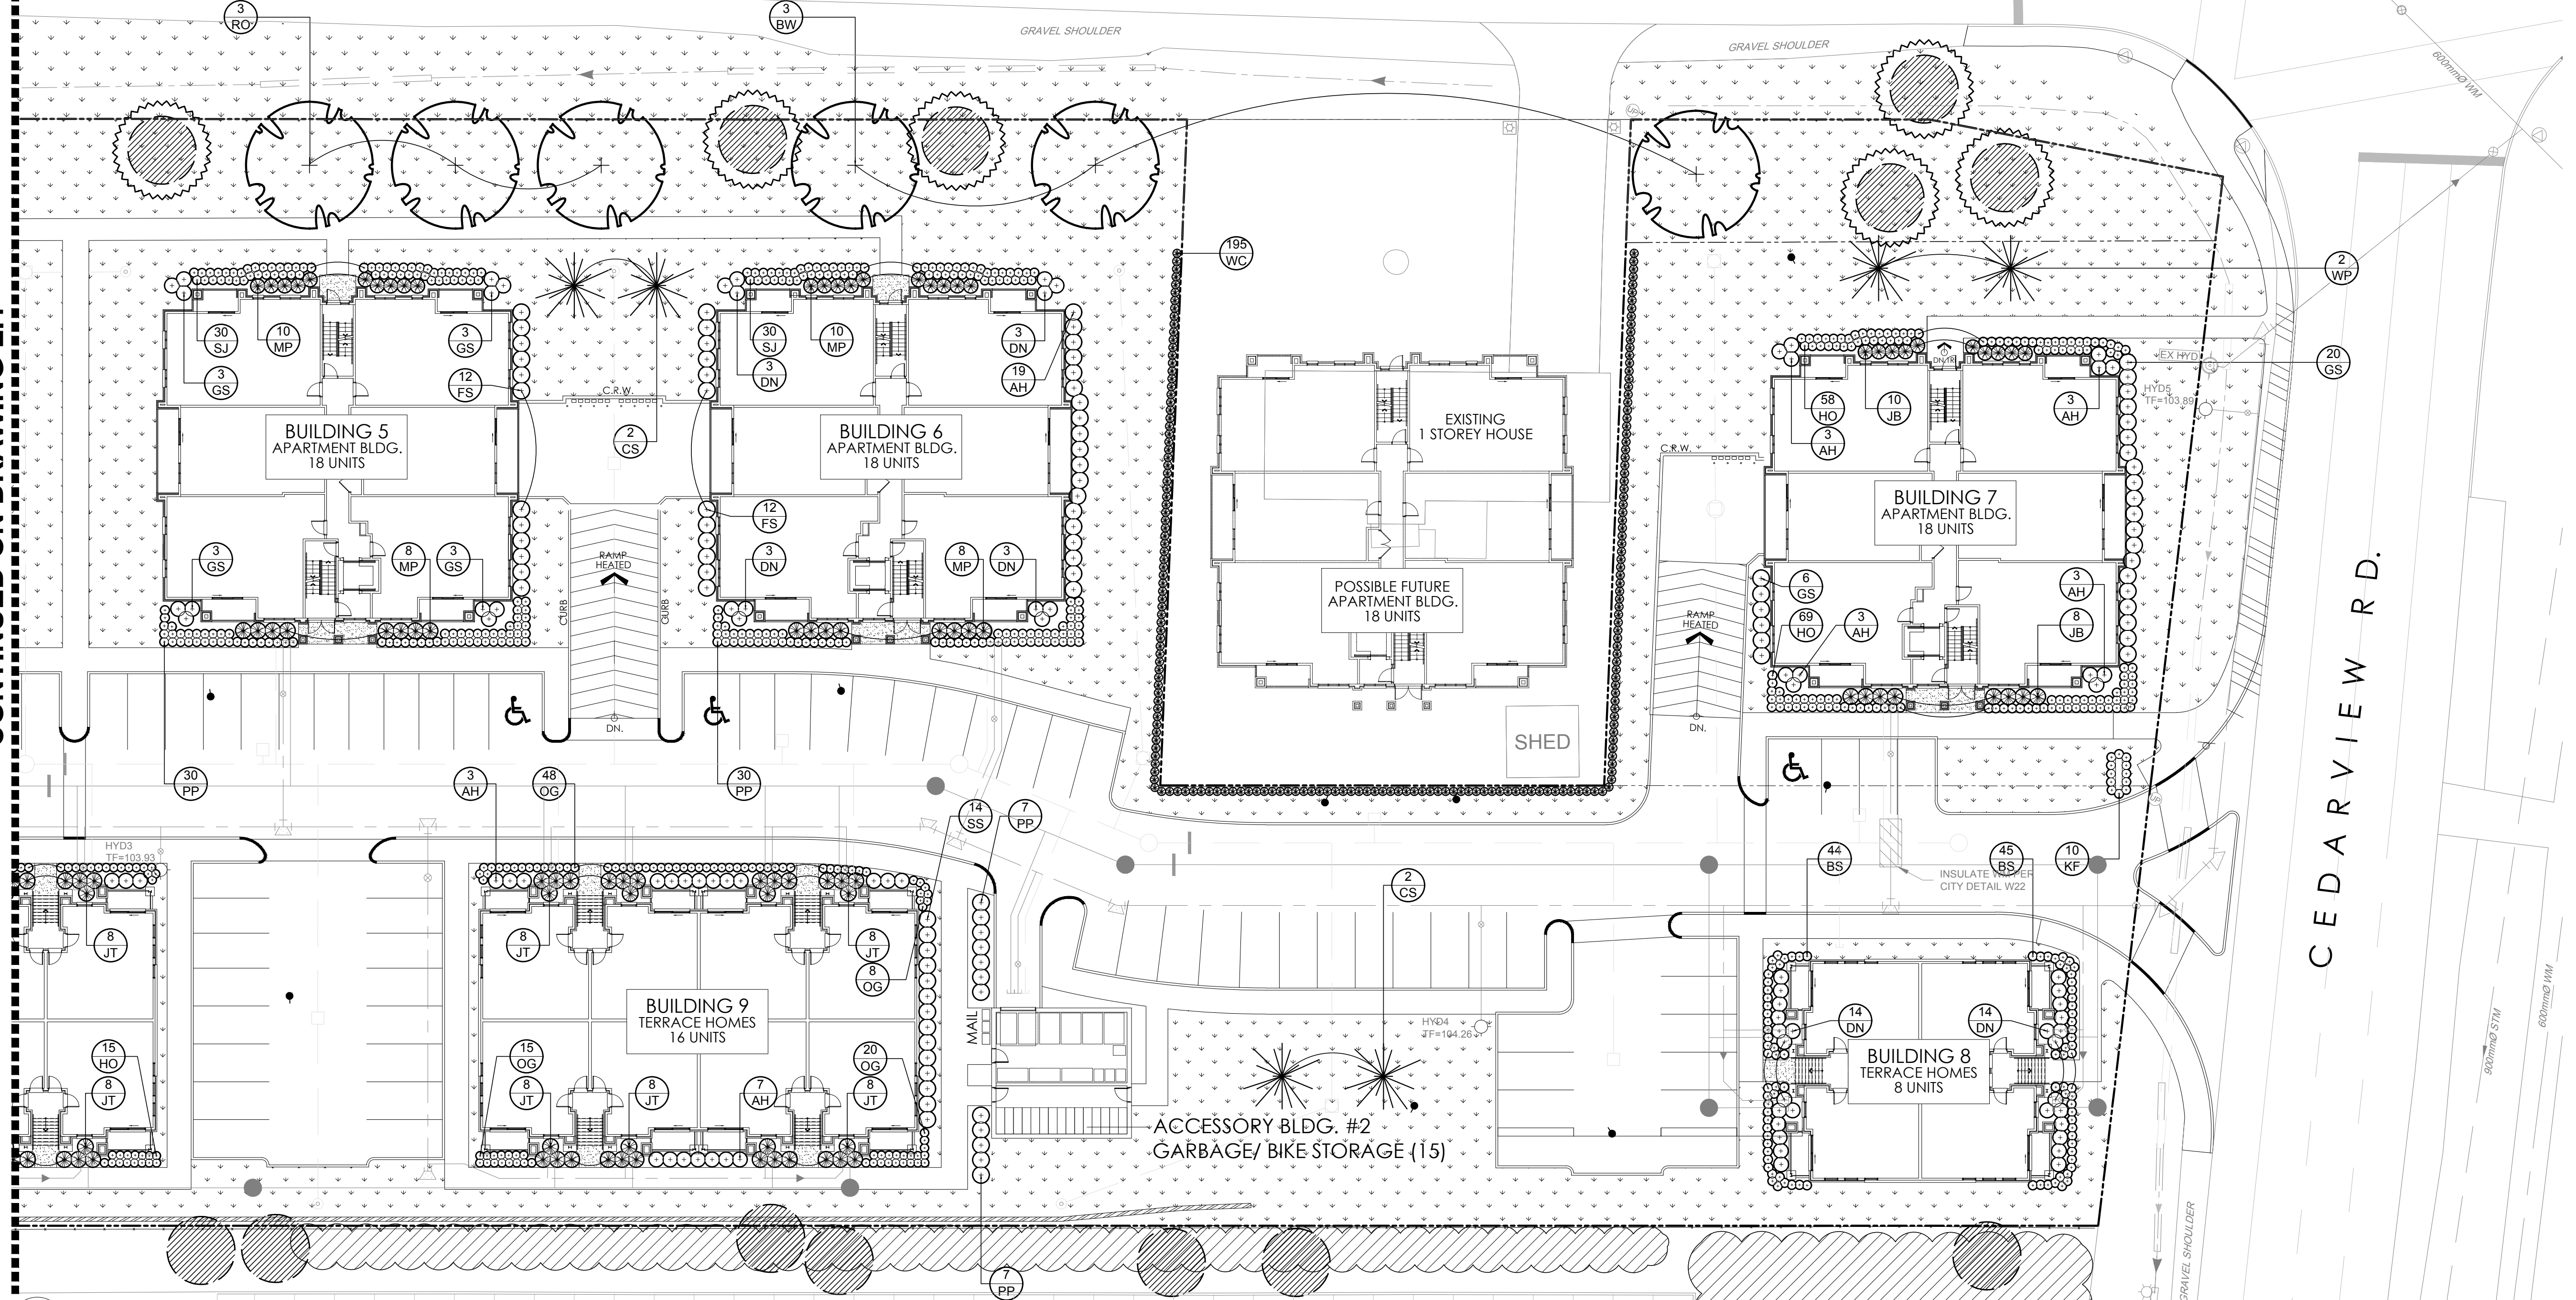 3
RO
3
BW
GRAVEL SHOULDER
GRAVEL SHOULDER
600mmØ WM
UP
195
WC
2
WP
30
SJ
10
MP
3
GS
3
GS
12
FS
30
SJ
3
DN
10
MP
3
DN
19
AH
C.R.W.
2
CS
BUILDING 5
APARTMENT BLDG.
18 UNITS
BUILDING 6
APARTMENT BLDG.
18 UNITS
EXISTING
1 STOREY HOUSE
DN
EX HYD
20
GS
HYD5
TF=103.89
58
HO
3
AH
10
JB
3
AH
C.R.W.
BUILDING 7
APARTMENT BLDG.
18 UNITS
12
FS
3
GS
8
MP
3
GS
RAMP
HEATED
CURB
CURB
DN.
3
DN
8
MP
3
DN
POSSIBLE FUTURE
APARTMENT BLDG.
18 UNITS
SHED
6
GS
69
HO
3
AH
3
AH
8
JB
RAMP
HEATED
DN.
CEDARVIEW RD.
30
PP
3
AH
48
OG
30
PP
14
SS
7
PP
UP
HYD3
TF=103.93
44
BS
45
BS
10
KF
INSULATE WM PER
CITY DETAIL W22
2
CS
8
JT
8
JT
8
JT
8
OG
BUILDING 9
TERRACE HOMES
16 UNITS
MAIL
HYD4
TF=104.26
14
DN
14
DN
BUILDING 8
TERRACE HOMES
8 UNITS
15
HO
8
JT
15
OG
8
JT
8
JT
7
AH
20
OG
8
JT
ACCESSORY BLDG. #2
GARBAGE/ BIKE STORAGE (15)
7
PP
GRAVEL SHOULDER
900mmØ STM
600mmØ WM